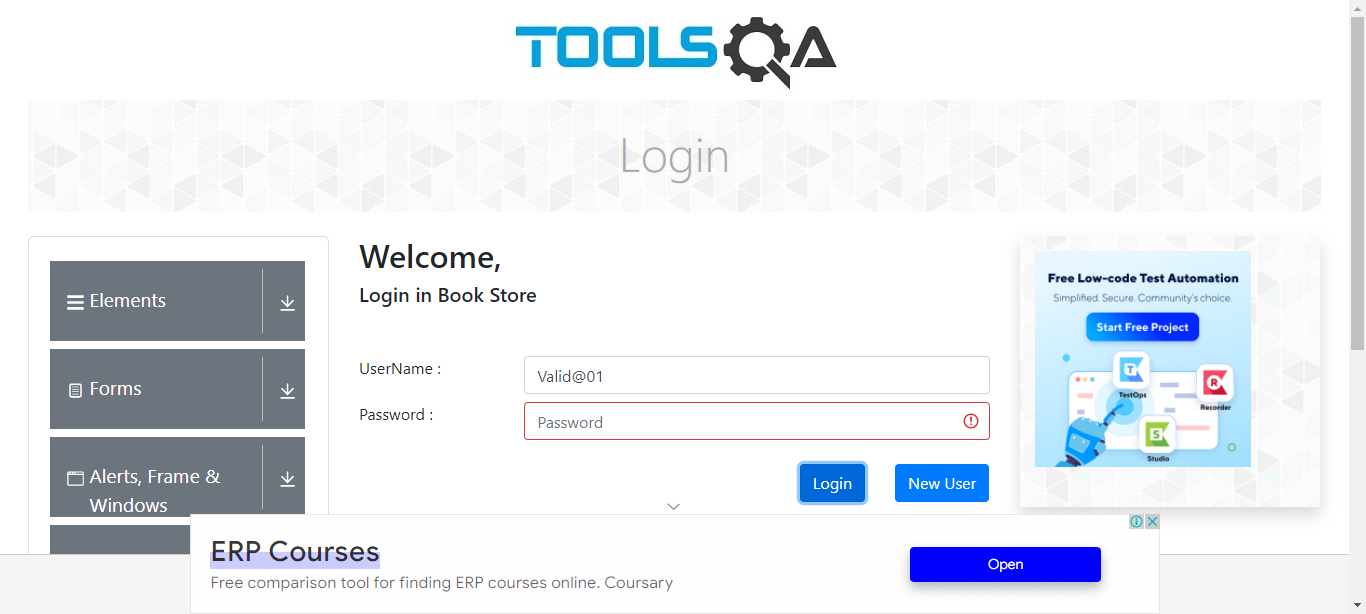 TOOLSQA
Login
Elements
Forms
Alerts, Frame &
Windows
Welcome,
Login in Book Store
UserName :
Valid@01
Password :
Password
Login
New User
Free Low-code Test Automation
Simplified. Secure. Community's choice.
Start Free Project
TestOps
Recorder
Studio
ERP Courses
Free comparison tool for finding ERP courses online. Coursary
Open